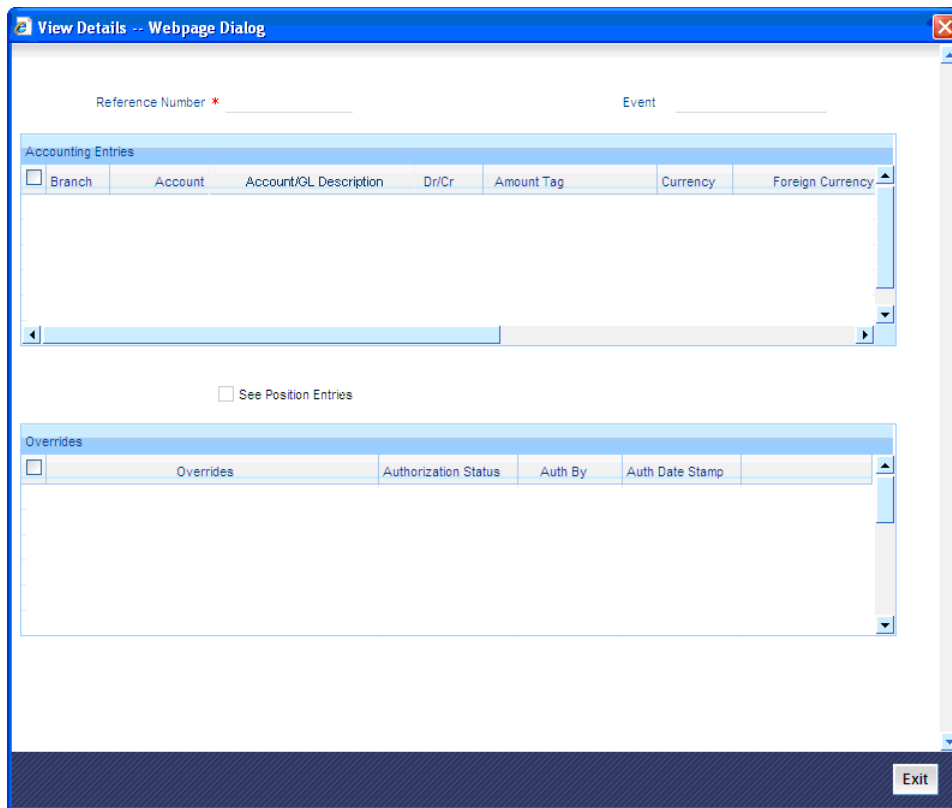 View Details -- Webpage Dialog
Reference Number * Event
Accounting Entries
Branch Account Account/GL Description Dr/Cr Amount Tag Currency Foreign Currency
See Position Entries
Overrides
Overrides Authorization Status Auth By Auth Date Stamp
Exit